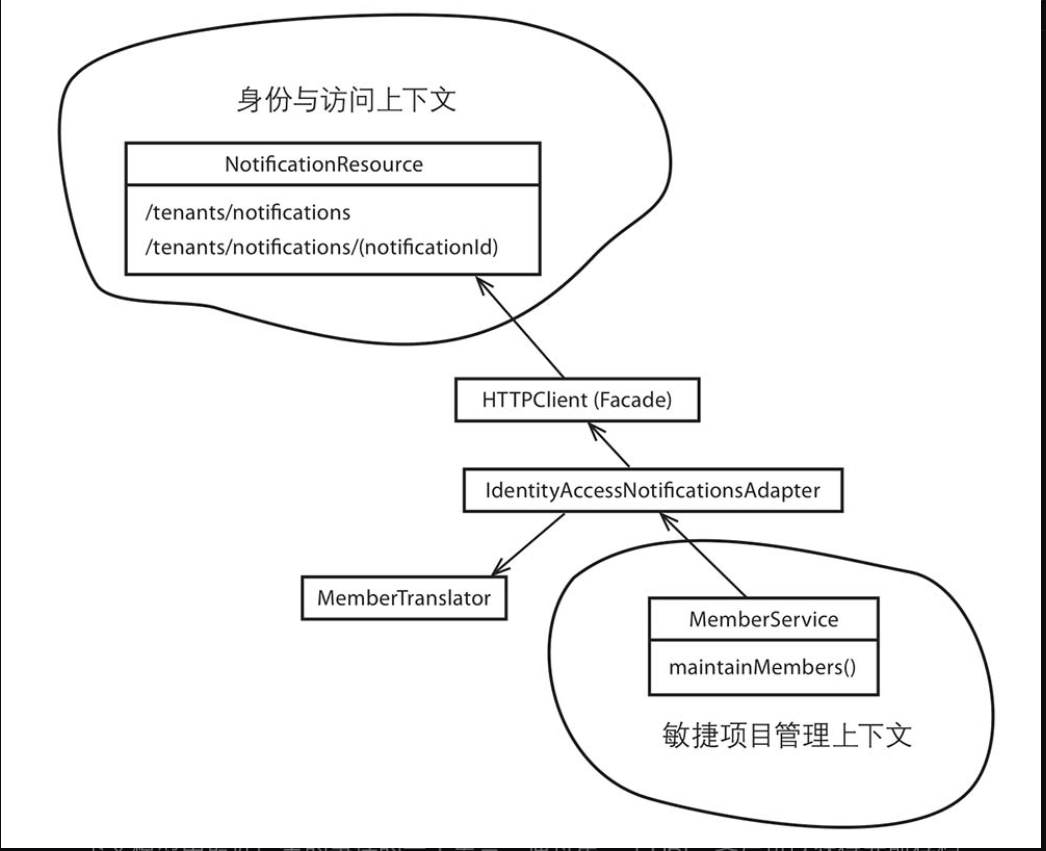 身份与访问上下文
NotificationResource
/tenants/notifications
/tenants/notifications/(notificationId)
HTTPClient (Facade)
IdentityAccessNotificationsAdapter
MemberTranslator
MemberService
maintainMembers()
敏捷项目管理上下文